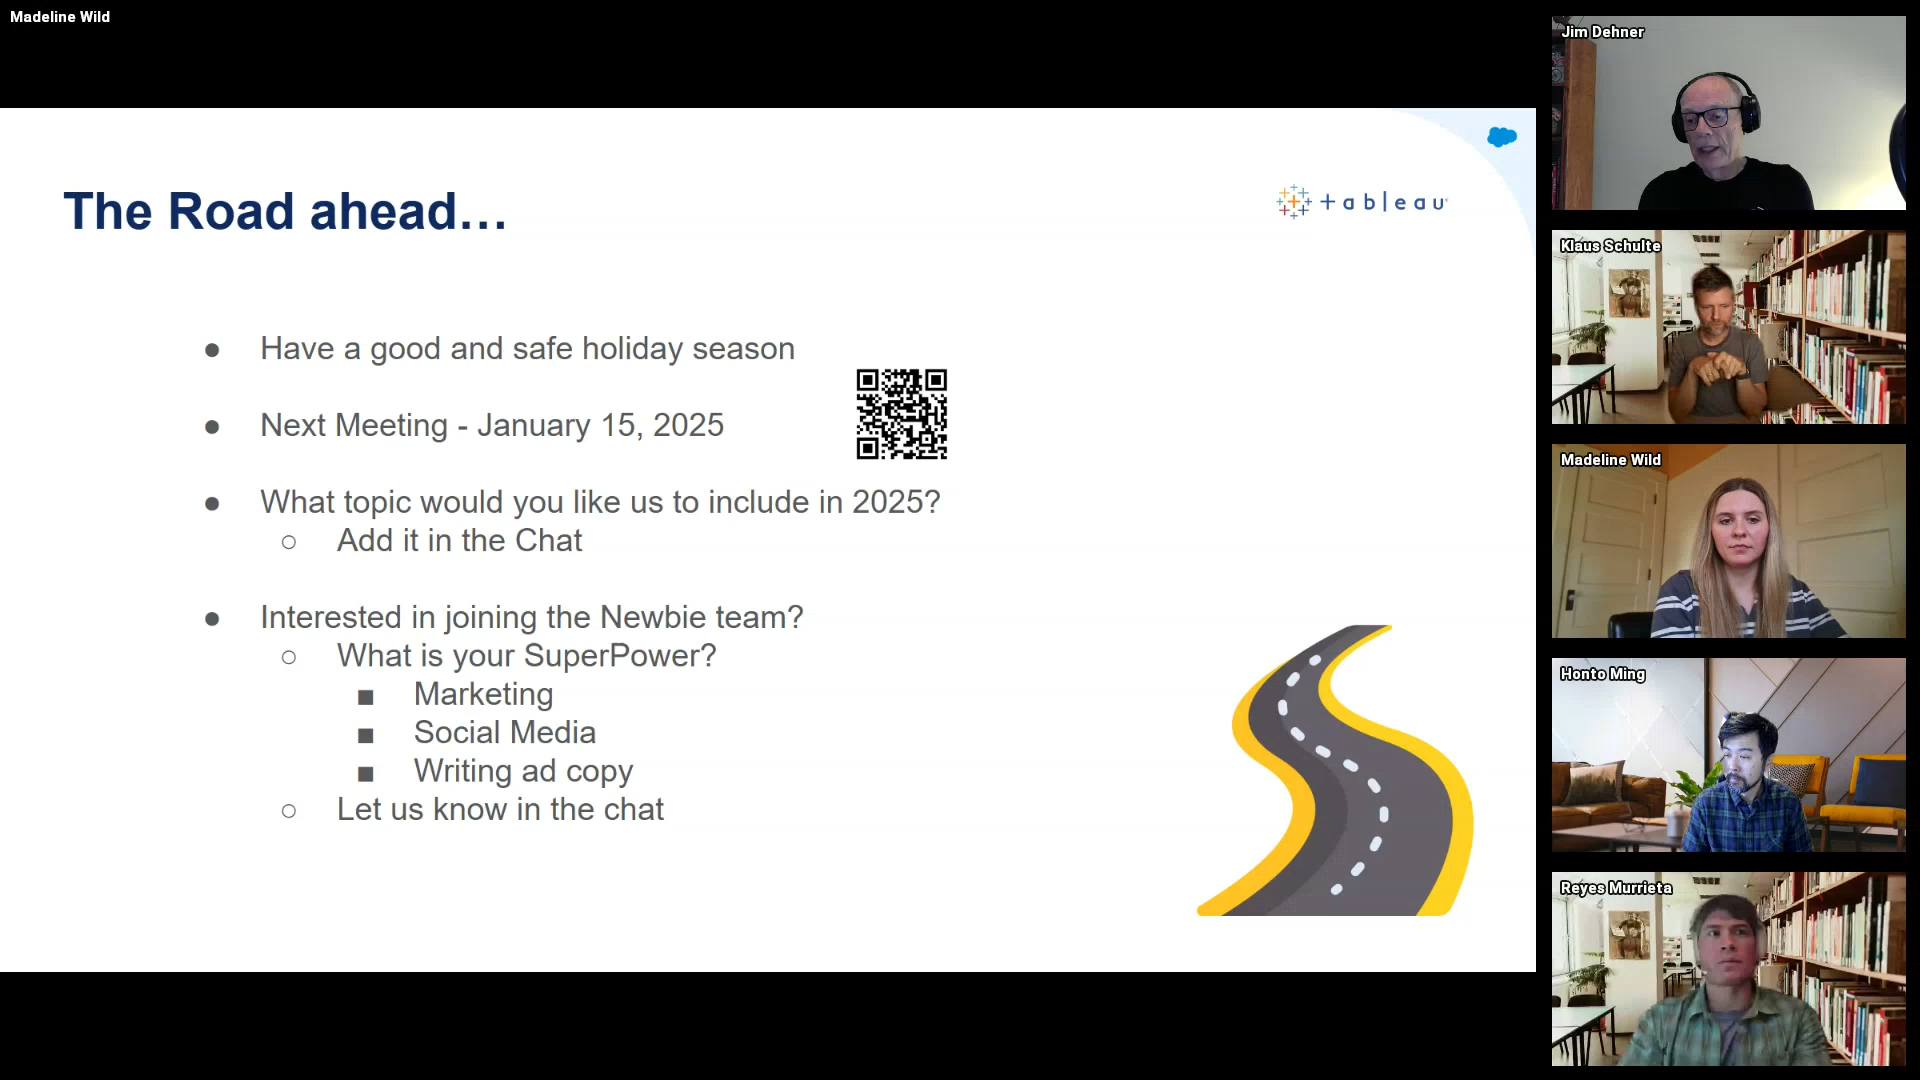 Madeline Wild
The Road ahead…
+ableau
● Have a good and safe holiday season
● Next Meeting - January 15, 2025
● What topic would you like us to include in 2025?
○ Add it in the Chat
● Interested in joining the Newbie team?
○ What is your SuperPower?
■ Marketing
■ Social Media
■ Writing ad copy
○ Let us know in the chat
Jim Dehner
Klaus Schulte
Madeline Wild
Honto Ming
Reyes Murrieta